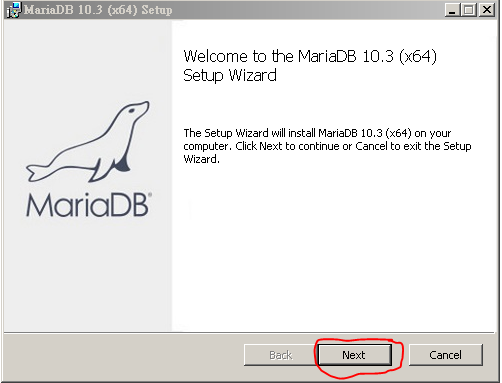 MariaDB 10.3 (x64) Setup
Welcome to the MariaDB 10.3 (x64)
Setup Wizard
The Setup Wizard will install MariaDB 10.3 (x64) on your
computer. Click Next to continue or Cancel to exit the Setup
Wizard.
MariaDB®
Back
Next
Cancel